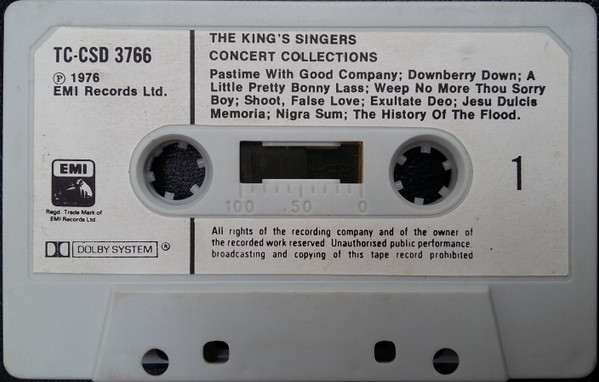 TC-CSD 3766
Ⓟ 1976
EMI Records Ltd.
THE KING'S SINGERS
CONCERT COLLECTIONS
Pastime With Good Company; Downberry Down; A
Little Pretty Bonny Lass; Weep No More Thou Sorry
Boy; Shoot, False Love; Exultate Deo; Jesu Dulcis
Memoria; Nigra Sum; The History Of The Flood.
EMI
Regd. Trade Mark of
EMI Records Ltd
DOLBY SYSTEM ®
100 50 0
1
All rights of the recording company and of the owner of
the recorded work reserved. Unauthorised public performance,
broadcasting and copying of this tape record prohibited